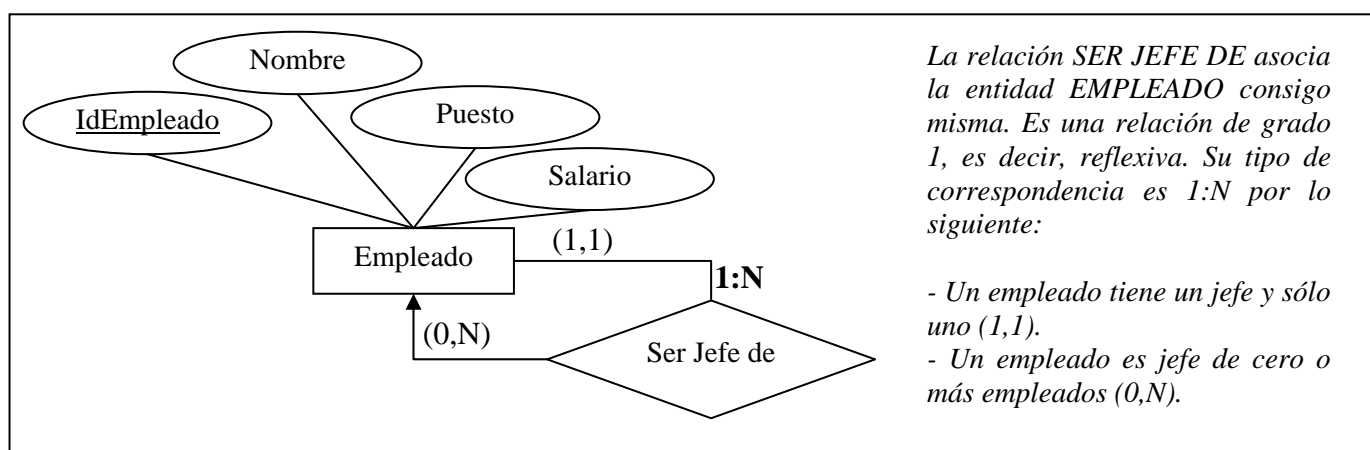 Nombre
IdEmpleado
Puesto
Salario
Empleado
(1,1)
1:N
(0,N)
Ser Jefe de
La relación SER JEFE DE asocia
la entidad EMPLEADO consigo
misma. Es una relación de grado
1, es decir, reflexiva. Su tipo de
correspondencia es 1:N por lo
siguiente:
- Un empleado tiene un jefe y sólo
uno (1,1).
- Un empleado es jefe de cero o
más empleados (0,N).